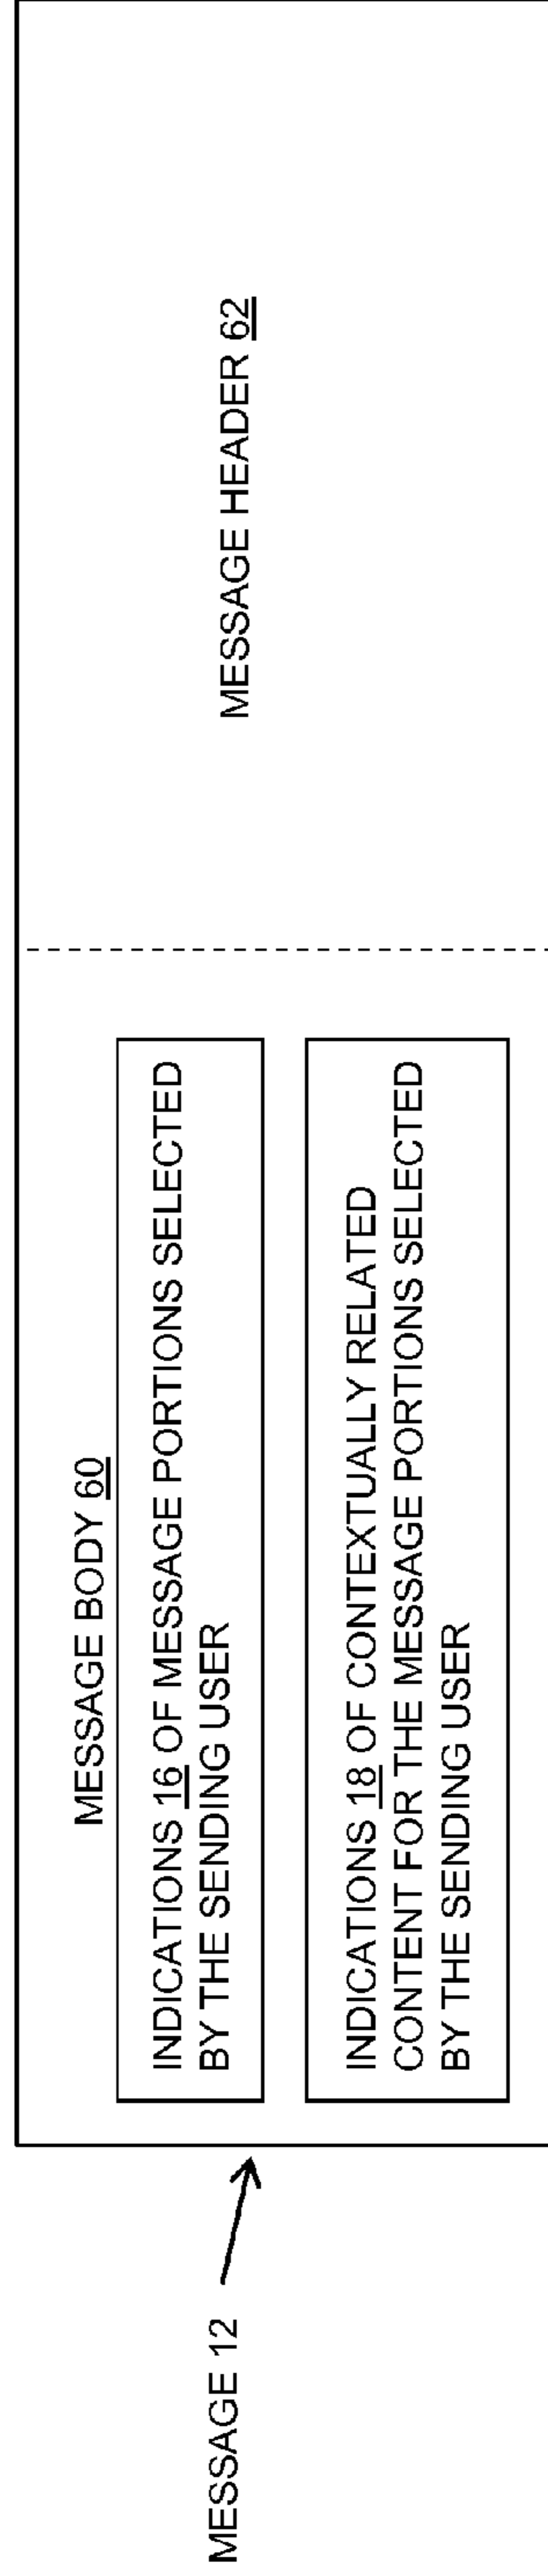 MESSAGE 12
MESSAGE BODY 60
INDICATIONS 16 OF MESSAGE PORTIONS SELECTED
BY THE SENDING USER
INDICATIONS 18 OF CONTEXTUALLY RELATED
CONTENT FOR THE MESSAGE PORTIONS SELECTED
BY THE SENDING USER
MESSAGE HEADER 62